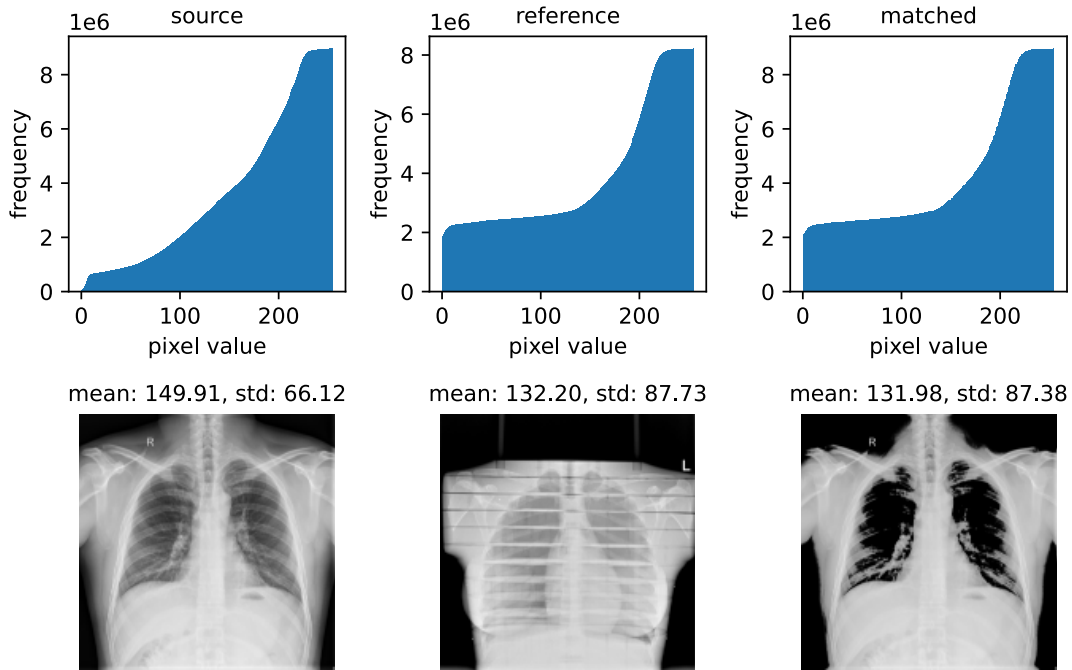 source
1e6
frequency
8
6
4
2
0
0 100 200
pixel value
reference
1e6
frequency
8
6
4
2
0
0 100 200
pixel value
matched
1e6
frequency
8
6
4
2
0
0 100 200
pixel value
mean: 149.91, std: 66.12
R
mean: 132.20, std: 87.73
L
mean: 131.98, std: 87.38
R